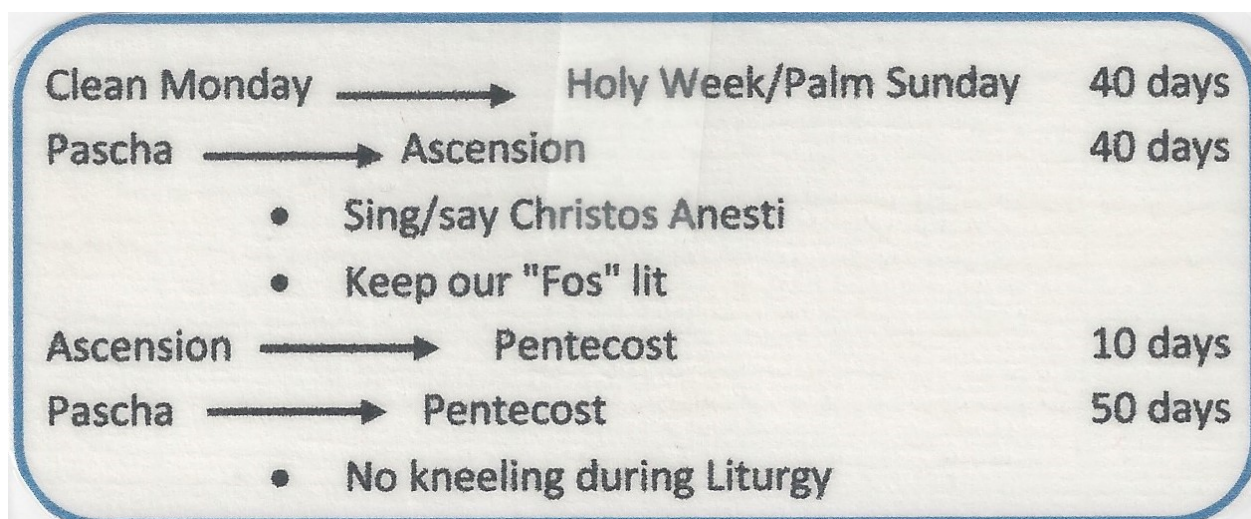 Clean Monday → Holy Week/Palm Sunday 40 days
Pascha → Ascension 40 days
• Sing/say Christos Anesti
• Keep our "Fos" lit
Ascension → Pentecost 10 days
Pascha → Pentecost 50 days
• No kneeling during Liturgy